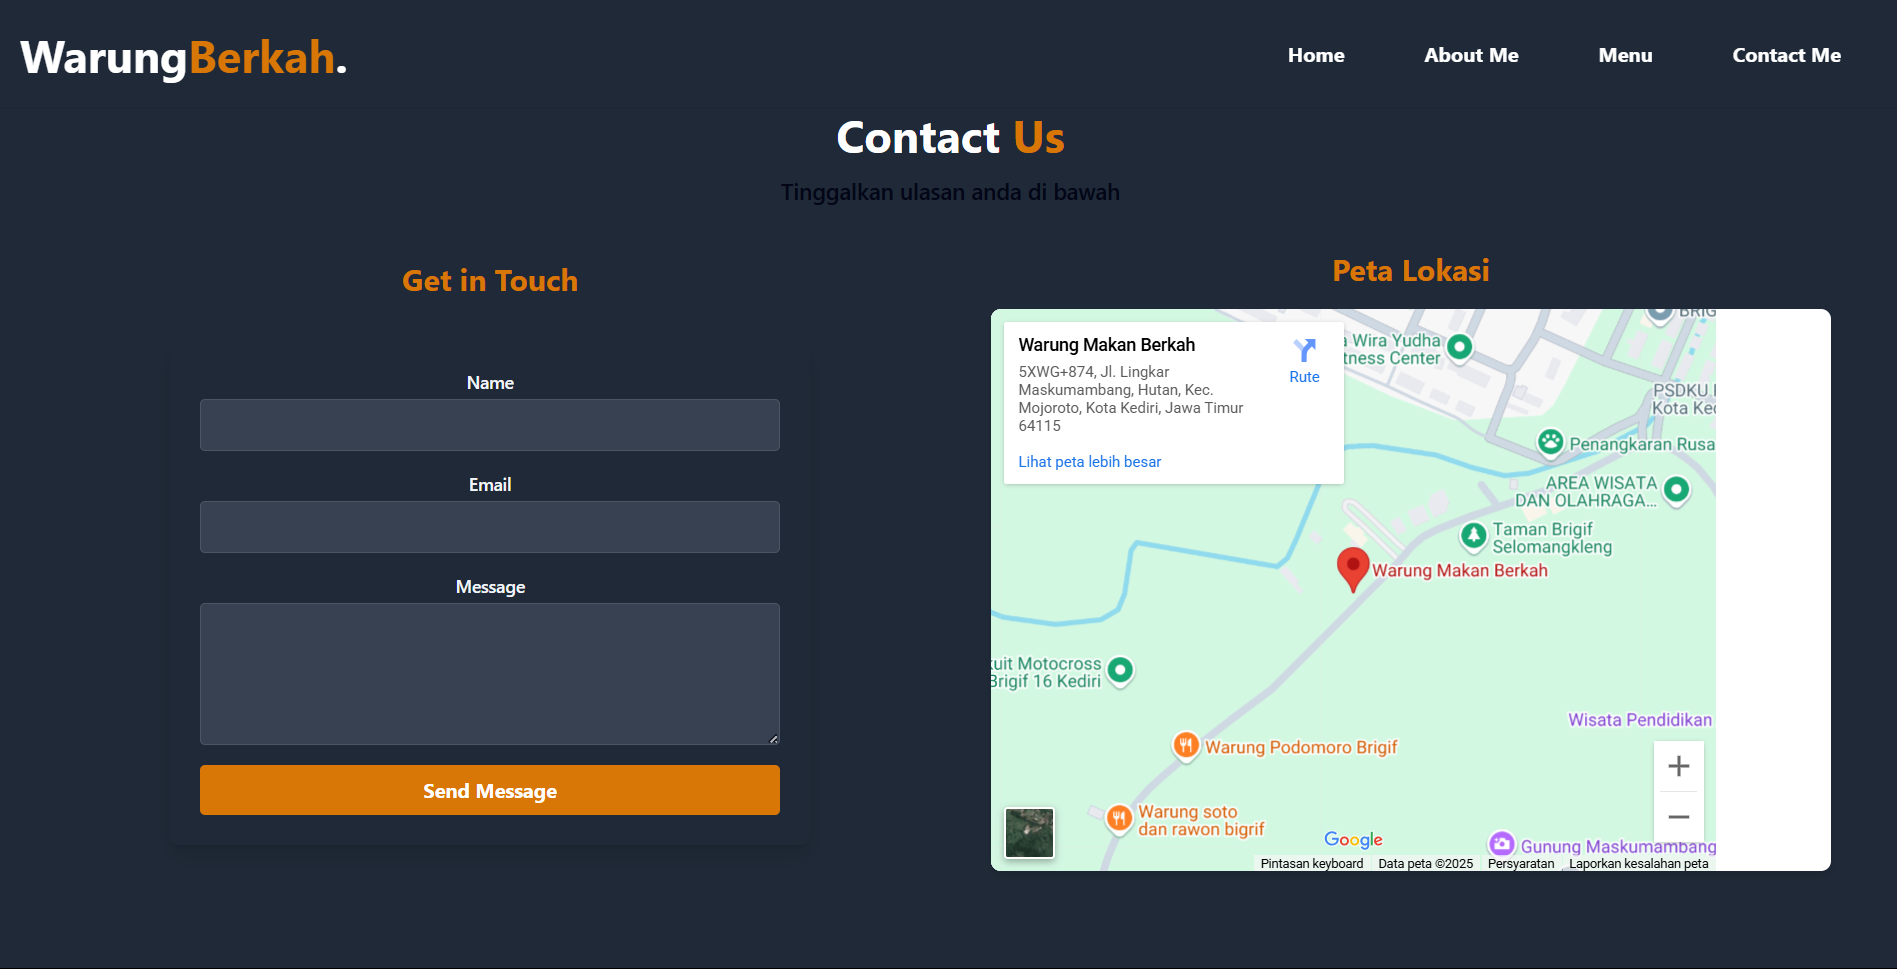 WarungBerkah.
Home
About Me
Menu
Contact Me
Contact Us
Tinggalkan ulasan anda di bawah
Get in Touch
Name
Email
Message
Send Message
Peta Lokasi
Warung Makan Berkah
5XWG+874, Jl. Lingkar
Maskumambang, Hutan, Kec.
Mojoroto, Kota Kediri, Jawa Timur
64115
Rute
Lihat peta lebih besar
BRIG
a Wira Yudha
tness Center
PSDKU
Kota Ked
Penangkaran Rusa
AREA WISATA
DAN OLAHRAGA...
Taman Brigif
Selomangkleng
Warung Makan Berkah
kuit Motocross
Brigif 16 Kediri
Wisata Pendidikan
Warung Podomoro Brigif
Warung soto
dan rawon bigrif
Google
Gunung Maskumambang
Pintasan keyboard
Data peta ©2025
Persyaratan
Laporkan kesalahan peta